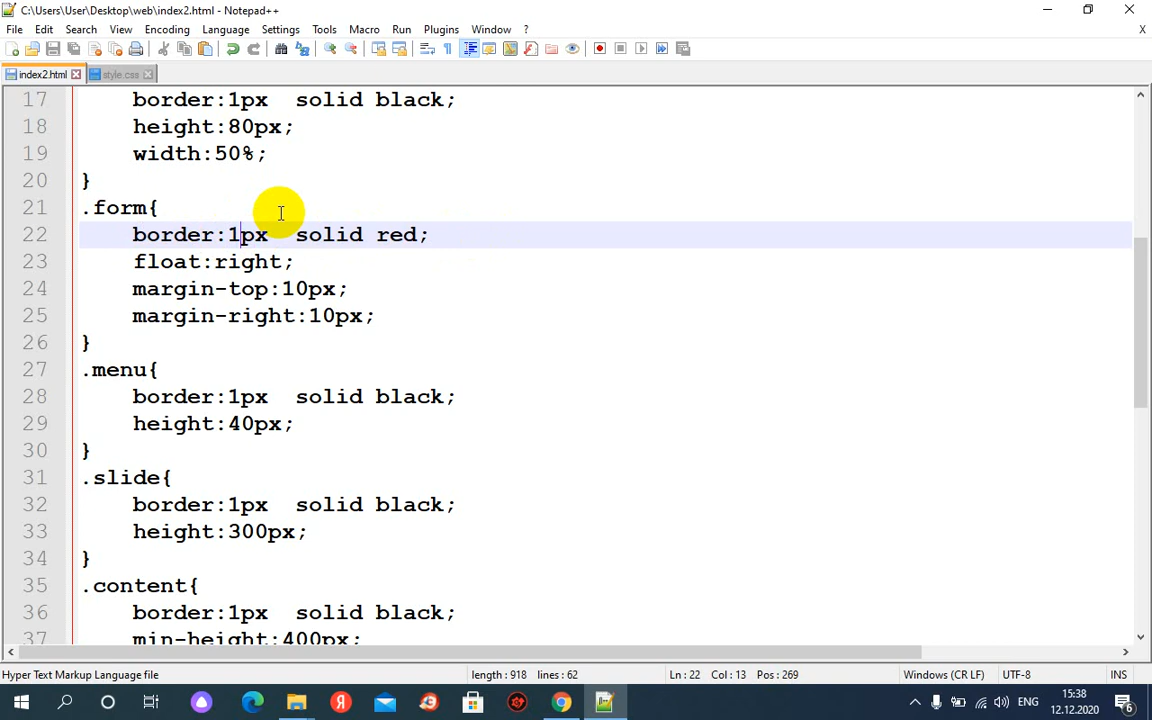 C:\Users\User\Desktop\web\index2.html - Notepad++
File Edit Search View Encoding Language Settings Tools Macro Run Plugins Window ? X
index2.html style.css
17 border:1px  solid black;
18 height:80px;
19 width:50%;
20 }
21 .form{
22 border:1px  solid red;
23 float:right;
24 margin-top:10px;
25 margin-right:10px;
26 }
27 .menu{
28 border:1px  solid black;
29 height:40px;
30 }
31 .slide{
32 border:1px  solid black;
33 height:300px;
34 }
35 .content{
36 border:1px  solid black;
37 min-height:400px;
Hyper Text Markup Language file length : 918 lines : 62 Ln : 22 Col : 13 Pos : 269 Windows (CR LF) UTF-8 INS
ENG 15:38
12.12.2020 6